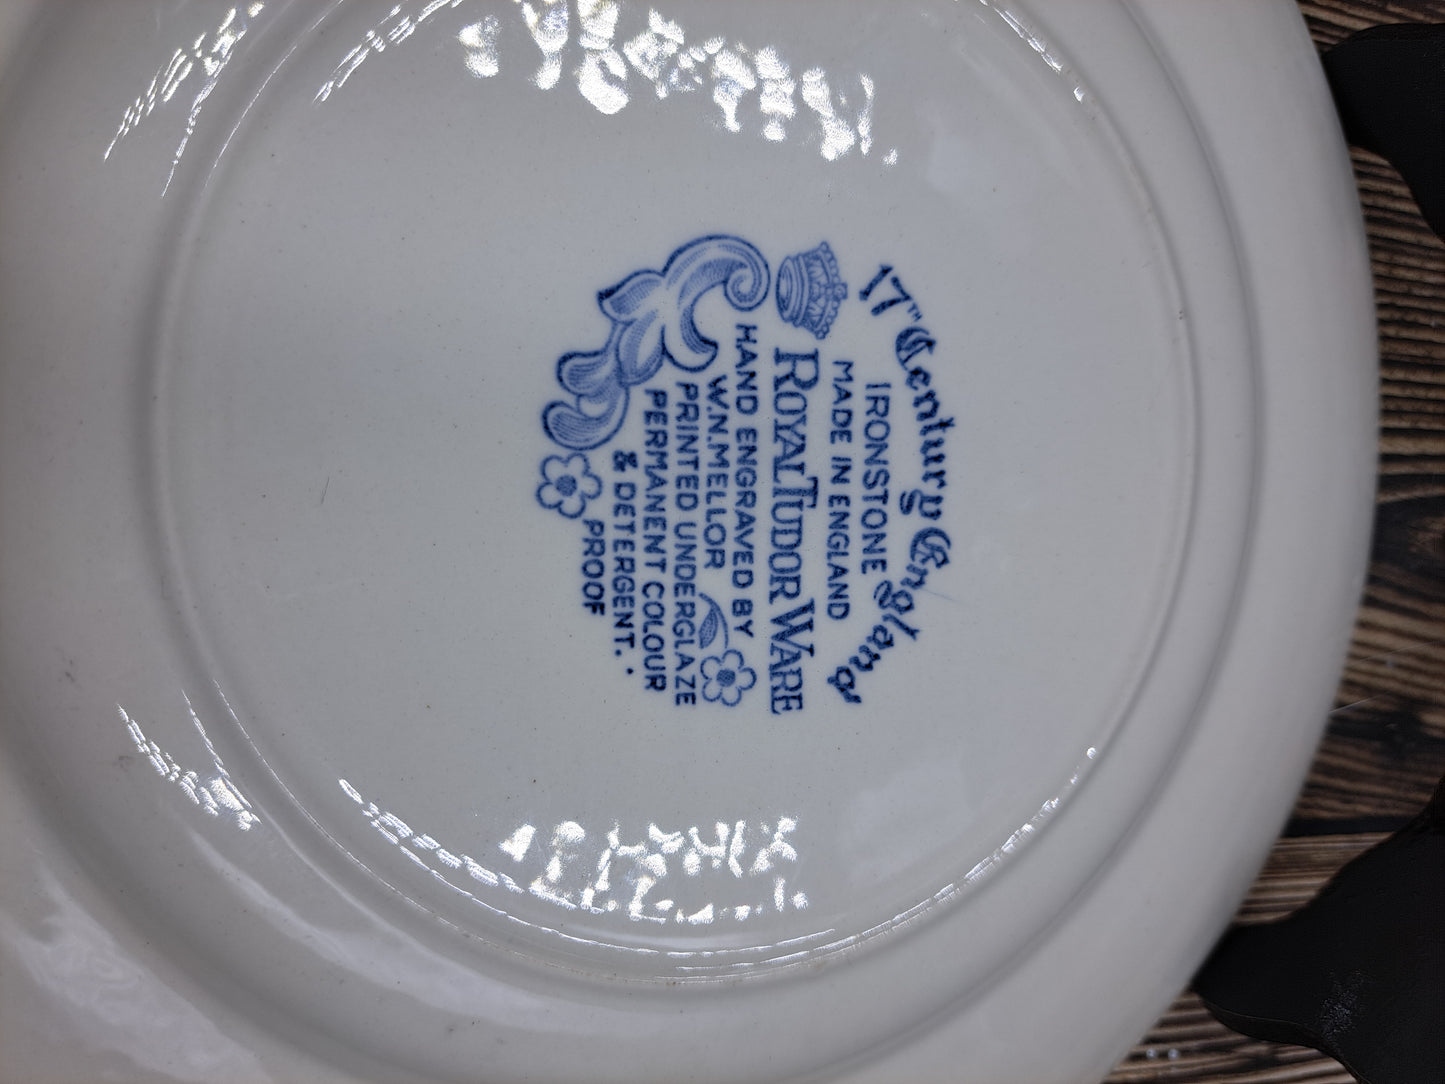 17TH Century England
IRONSTONE
MADE IN ENGLAND
ROYAL TUDOR WARE
HAND ENGRAVED BY
W.N.MELLOR
PRINTED UNDERGLAZE
PERMANENT COLOUR
& DETERGENT..
PROOF